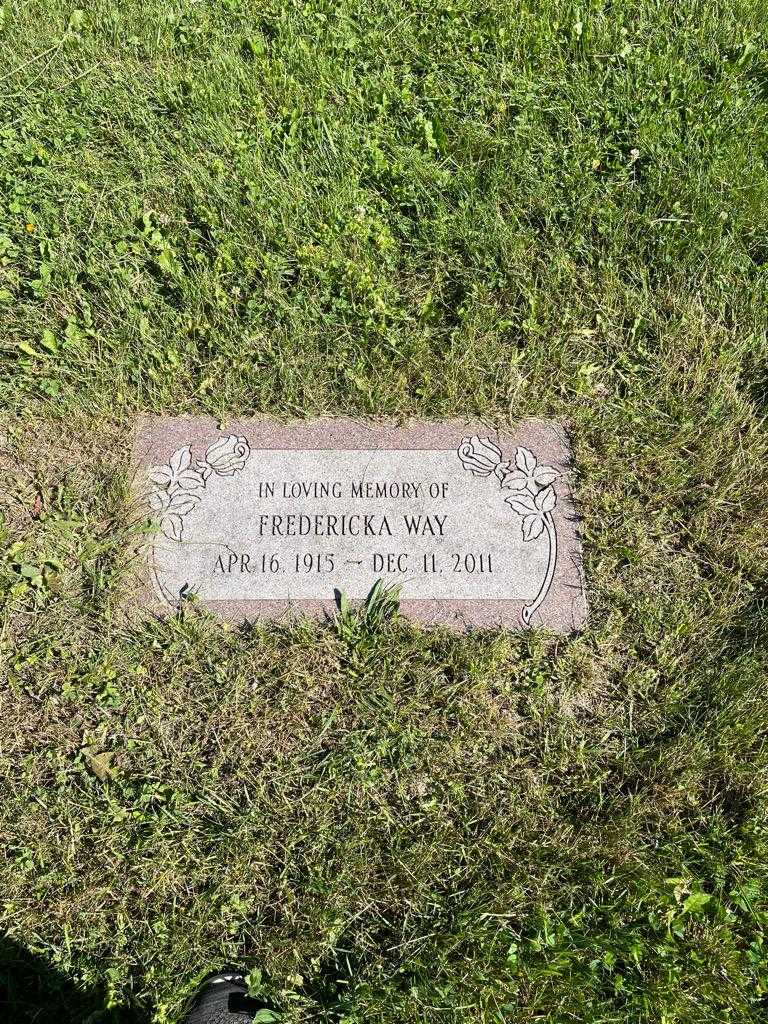 IN LOVING MEMORY OF
FREDERICKA WAY
APR. 16, 1915 ~ DEC. 11, 2011